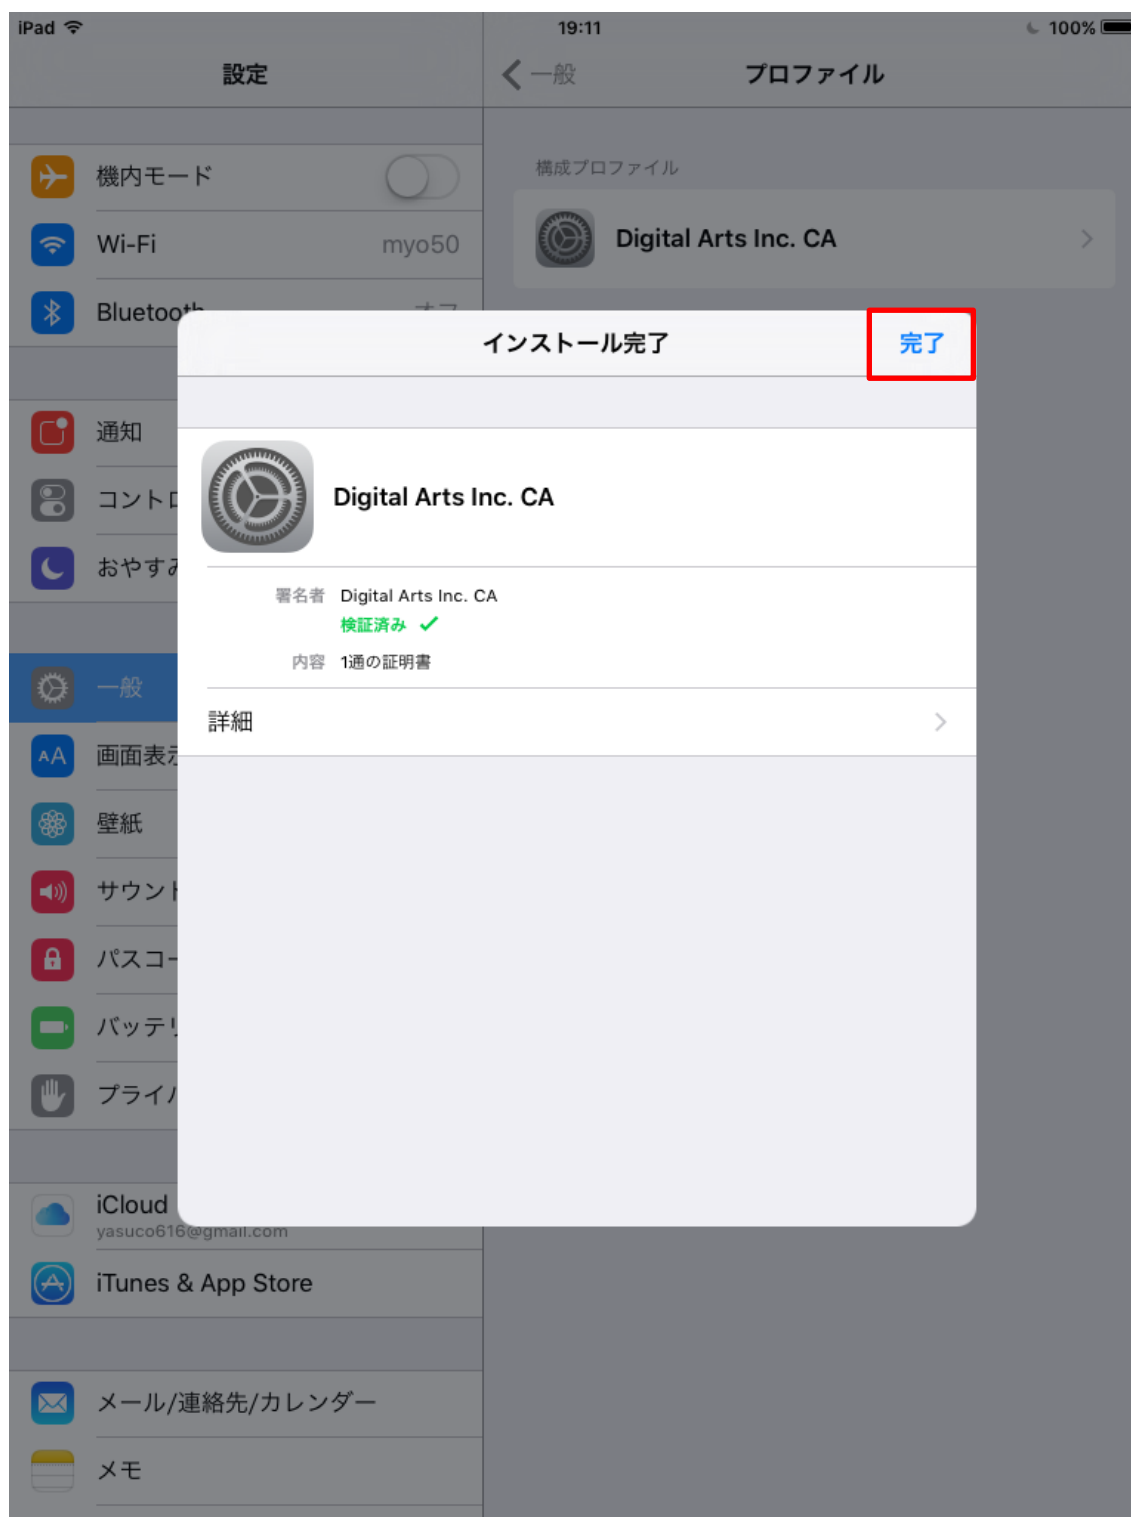 iPad 19:11 100%
設定
一般 プロファイル
機内モード
Wi-Fi myo50
Bluetooth オフ
構成プロファイル
Digital Arts Inc. CA
インストール完了 完了
Digital Arts Inc. CA
署名者 Digital Arts Inc. CA
検証済み ✓
内容 1通の証明書
詳細
通知
コントロ
おやすみ
一般
AA 画面表示
壁紙
サウンド
パスコー
バッテリ
プライバ
iCloud
yasuco616@gmail.com
iTunes & App Store
メール/連絡先/カレンダー
メモ